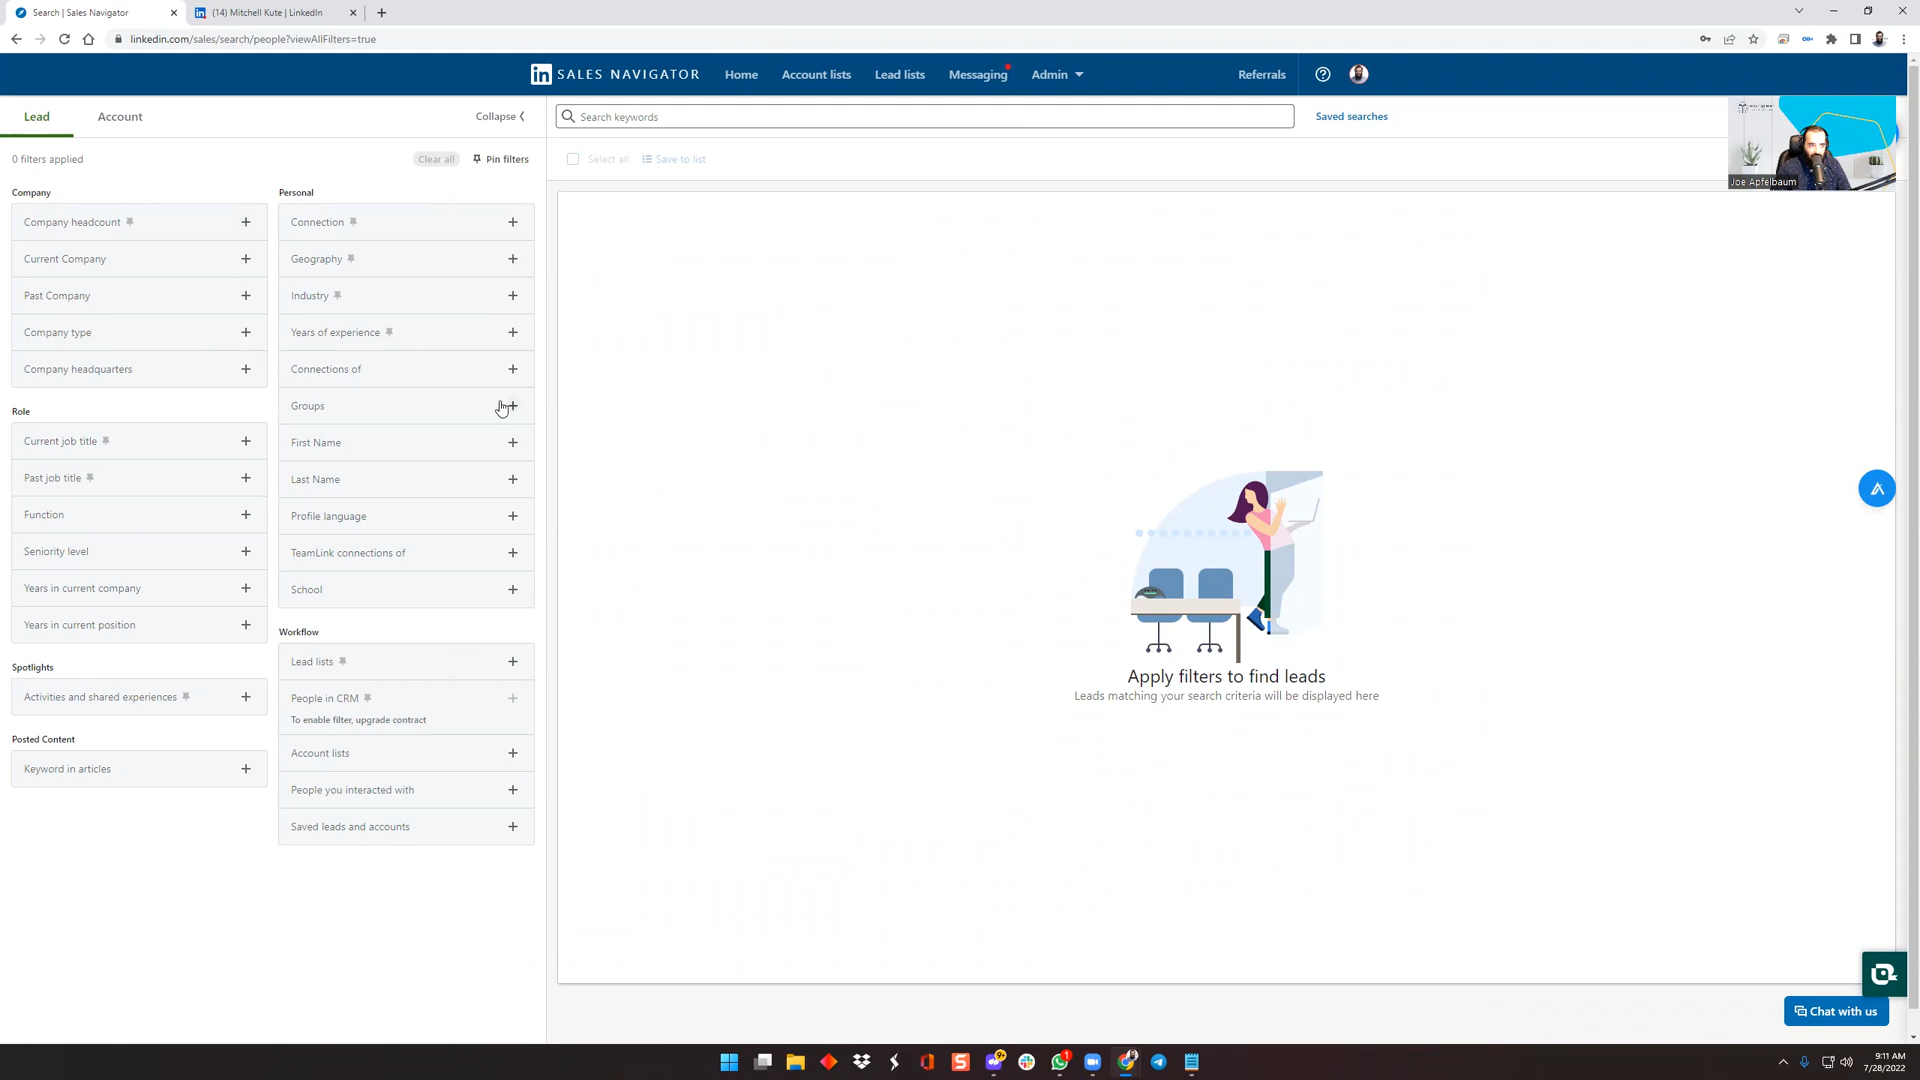 Search | Sales Navigator
(14) Mitchell Kute | LinkedIn
linkedin.com/sales/search/people?viewAllFilters=true
in SALES NAVIGATOR
Home
Account lists
Lead lists
Messaging
Admin
Referrals
Lead
Account
Collapse
Search keywords
Saved searches
0 filters applied
Clear all
Pin filters
Select all
Save to list
Joe Apfelbaum
Company
Company headcount
Current Company
Past Company
Company type
Company headquarters
Role
Current job title
Past job title
Function
Seniority level
Years in current company
Years in current position
Spotlights
Activities and shared experiences
Posted Content
Keyword in articles
Personal
Connection
Geography
Industry
Years of experience
Connections of
Groups
First Name
Last Name
Profile language
TeamLink connections of
School
Workflow
Lead lists
People in CRM
To enable filter, upgrade contract
Account lists
People you interacted with
Saved leads and accounts
Apply filters to find leads
Leads matching your search criteria will be displayed here
Chat with us
9+
1
9:11 AM
7/28/2022